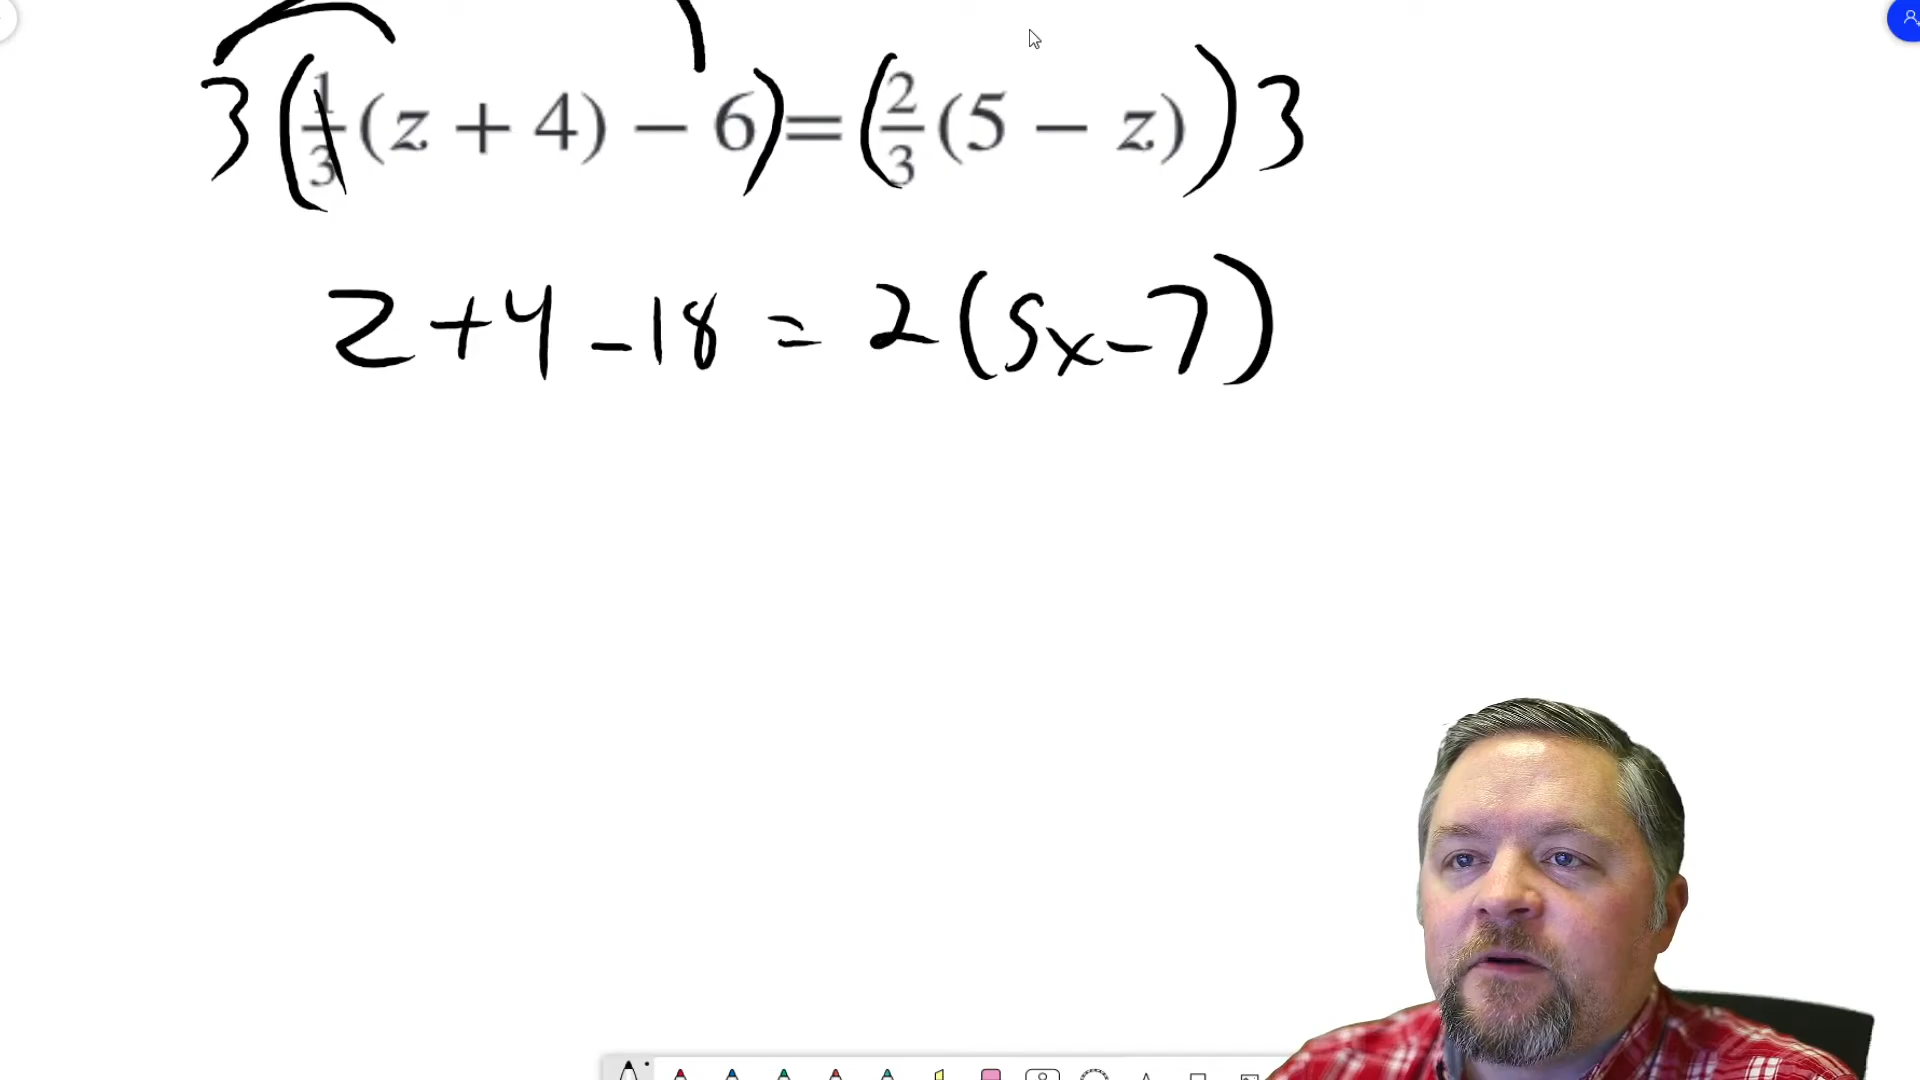 3(1/3(z + 4) − 6) = (2/3(5 − z))3
z+4-18 = 2(5x-7)